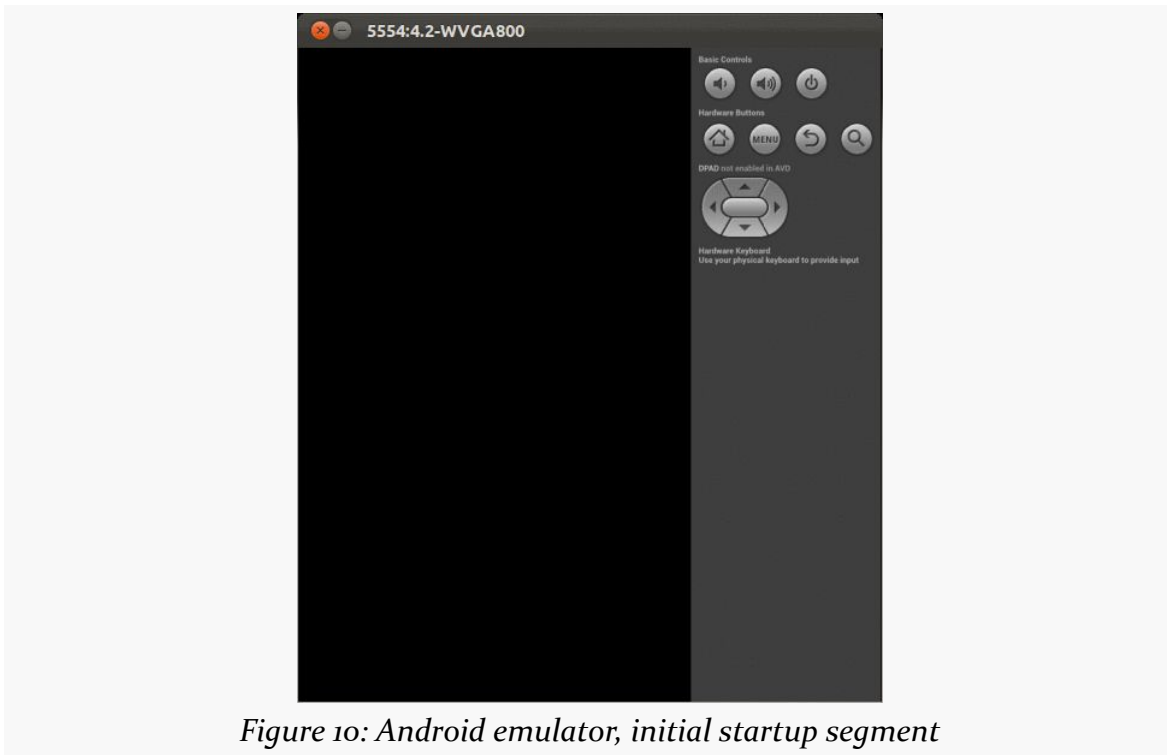 5554:4.2-WVGA800
Basic Controls
Hardware Buttons
MENU
DPAD not enabled in AVD
Hardware Keyboard
Use your physical keyboard to provide input
Figure 10: Android emulator, initial startup segment